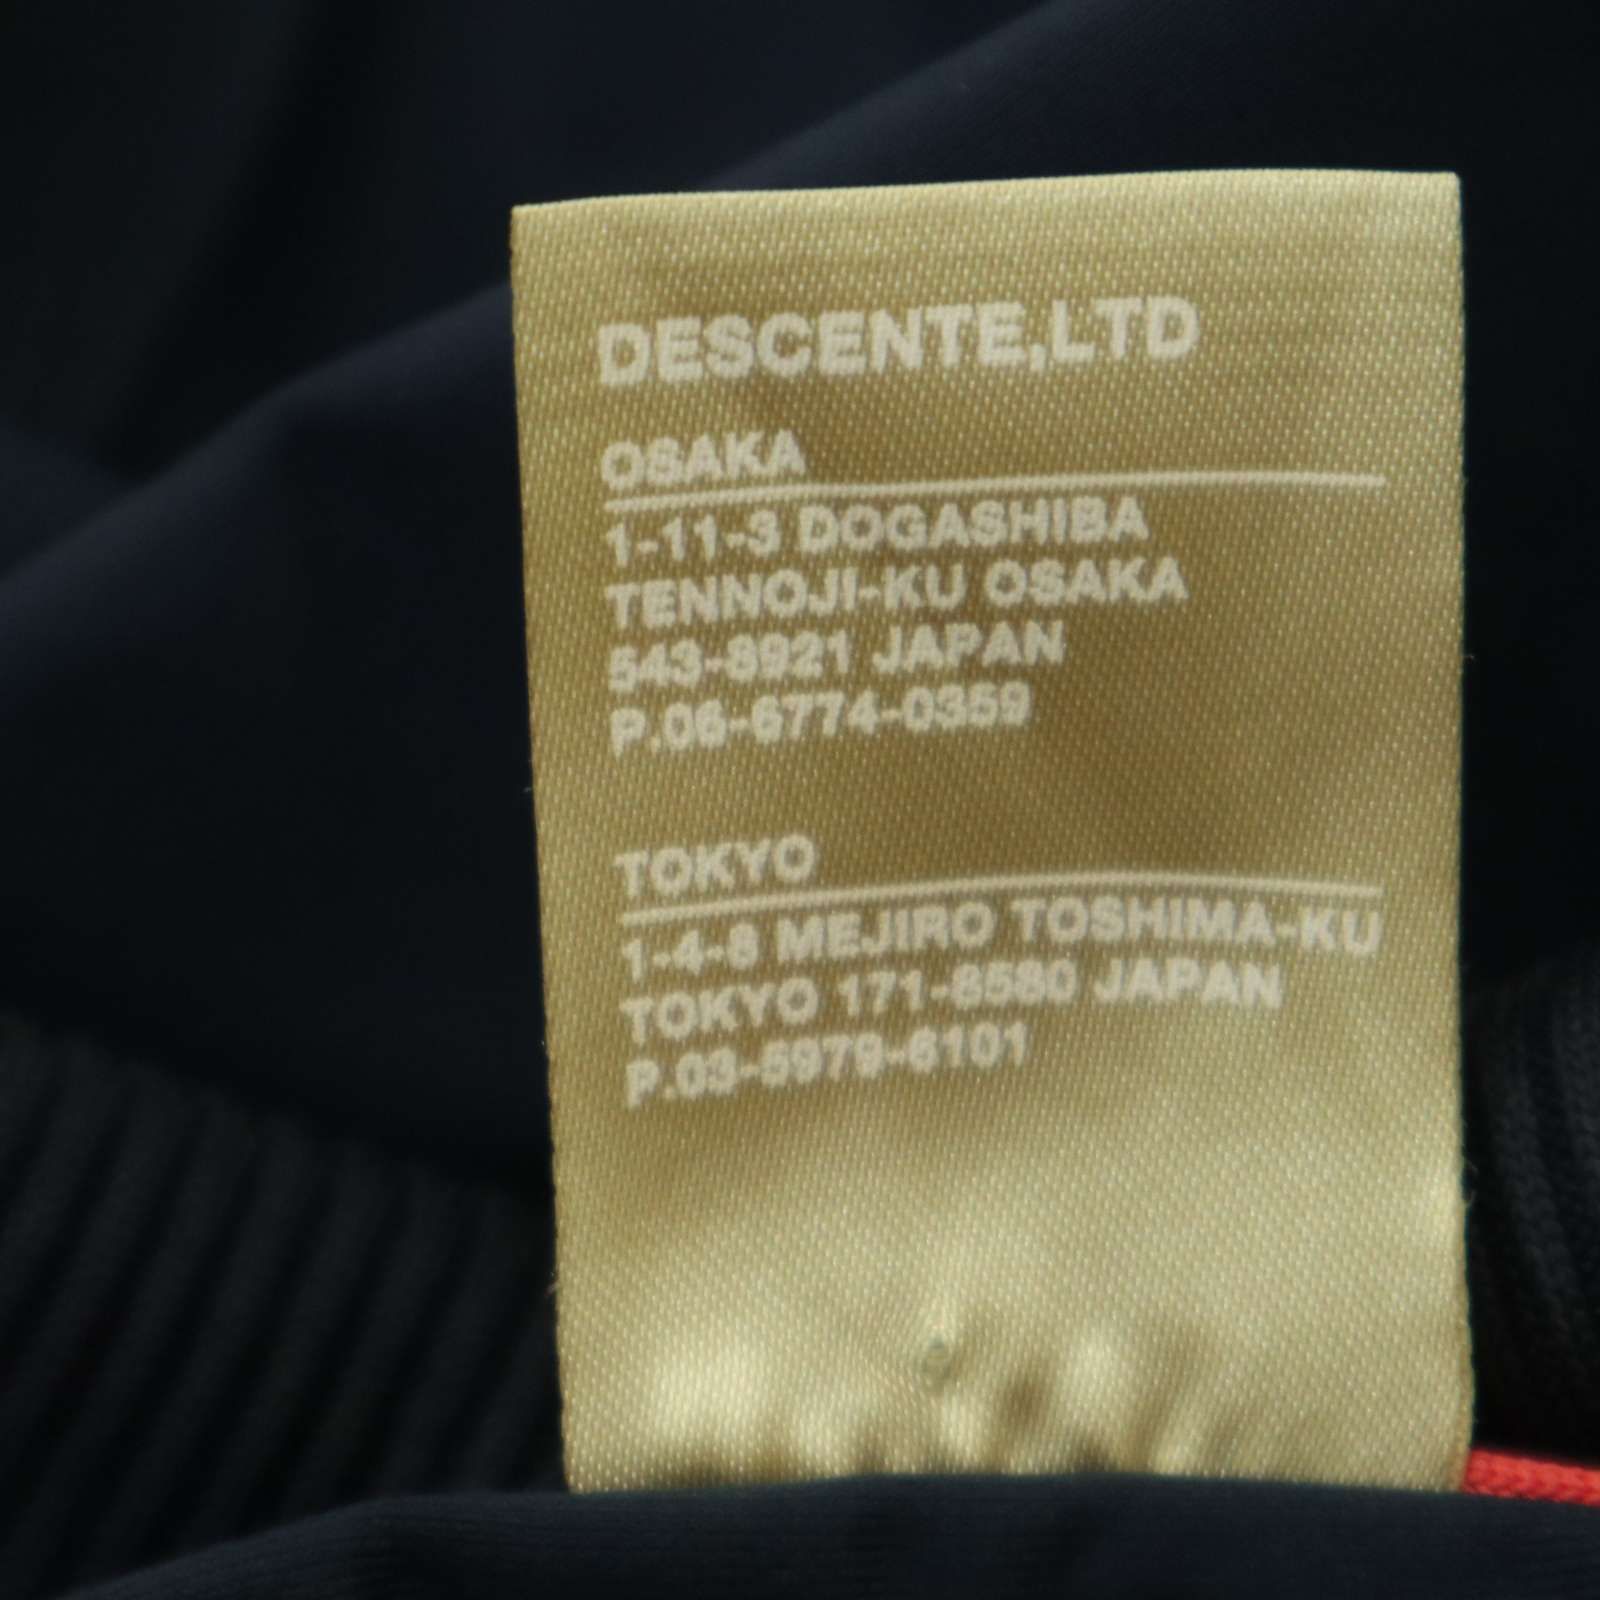 DESCENTE,LTD
OSAKA
1-11-3 DOGASHIBA
TENNOJI-KU OSAKA
543-8921 JAPAN
P.06-6774-0359
TOKYO
1-4-8 MEJIRO TOSHIMA-KU
TOKYO 171-8580 JAPAN
P.03-5979-6101